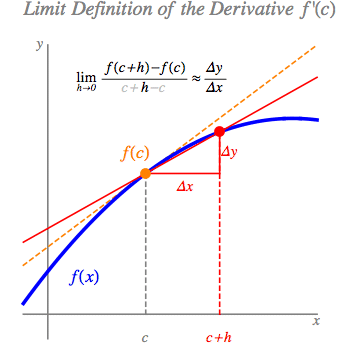 Limit Definition of the Derivative f'(c)
y
lim h→0 f(c+h)−f(c) / c+h−c ≈ Δy / Δx
f(c)
Δy
Δx
f(x)
x
c
c+h